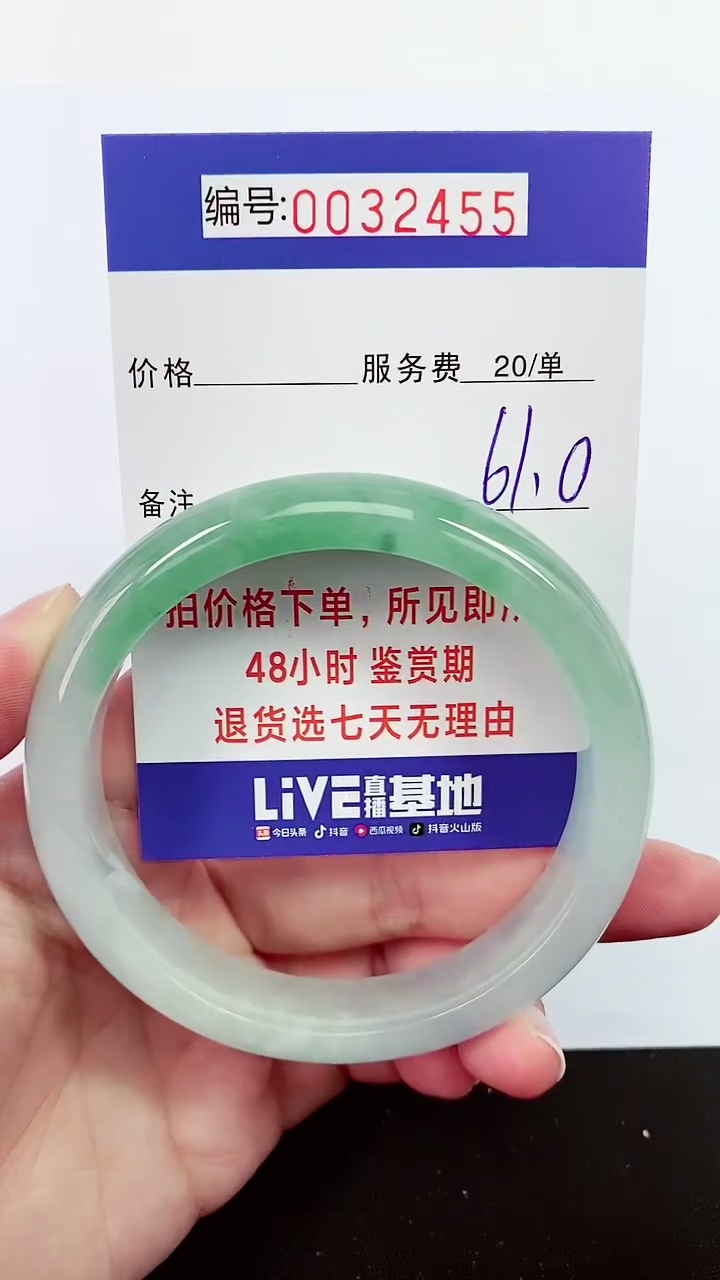 编号:0032455
价格 服务费 20/单
61.0
备注
拍价格下单，所见即
48小时 鉴赏期
退货选七天无理由
LiVE直播基地
今日头条 抖音 西瓜视频 抖音火山版